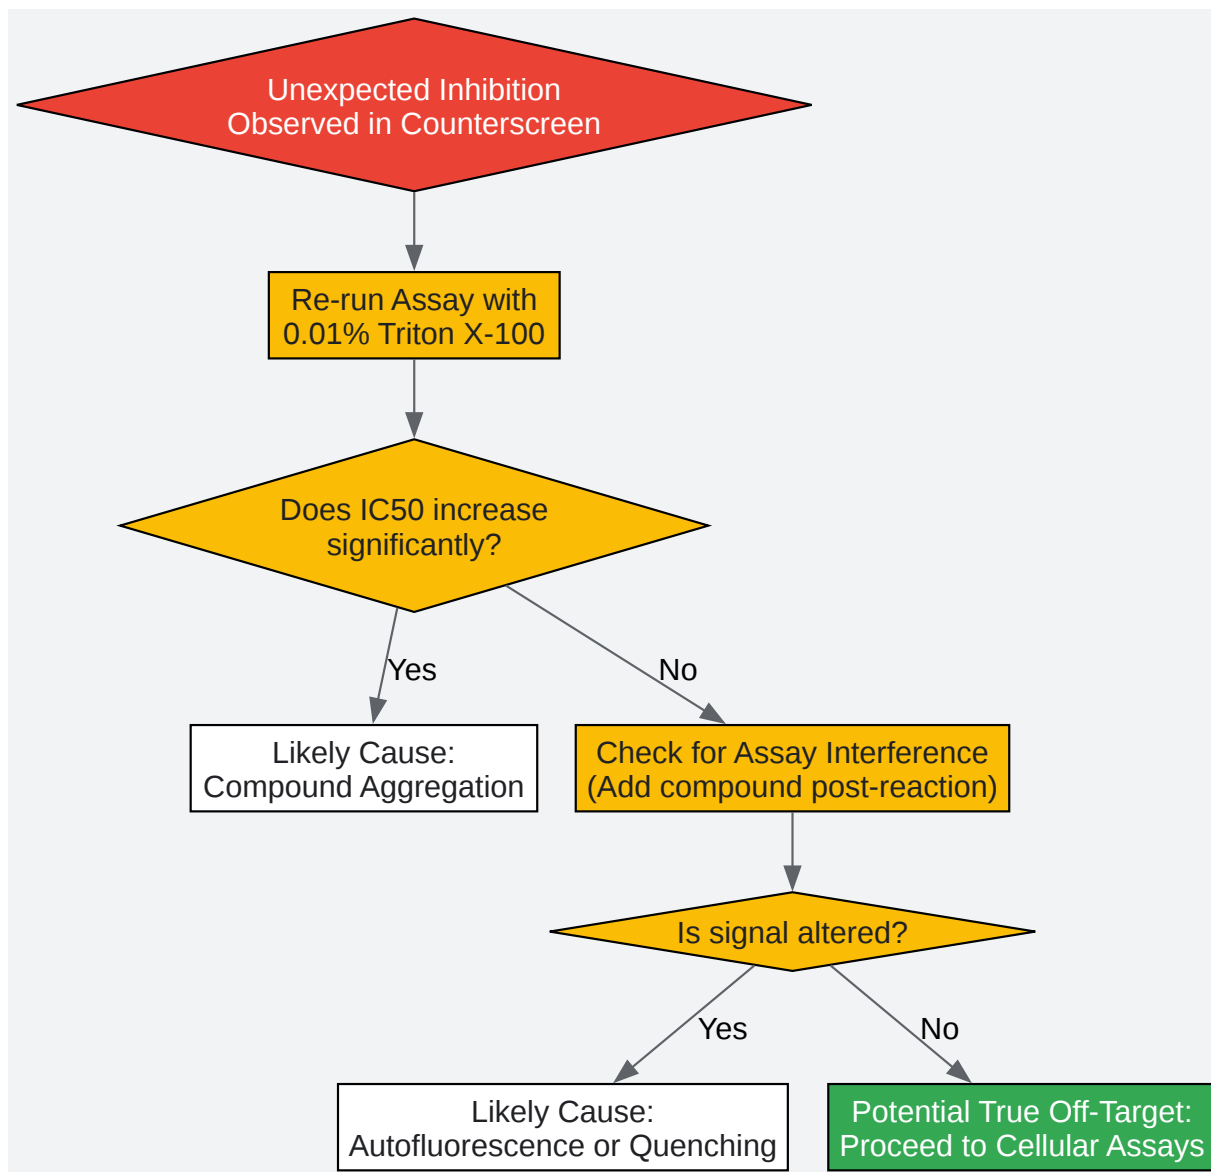 Unexpected Inhibition
Observed in Counterscreen
Re-run Assay with
0.01% Triton X-100
Does IC50 increase
significantly?
Yes
No
Likely Cause:
Compound Aggregation
Check for Assay Interference
(Add compound post-reaction)
Is signal altered?
Yes
No
Likely Cause:
Autofluorescence or Quenching
Potential True Off-Target:
Proceed to Cellular Assays